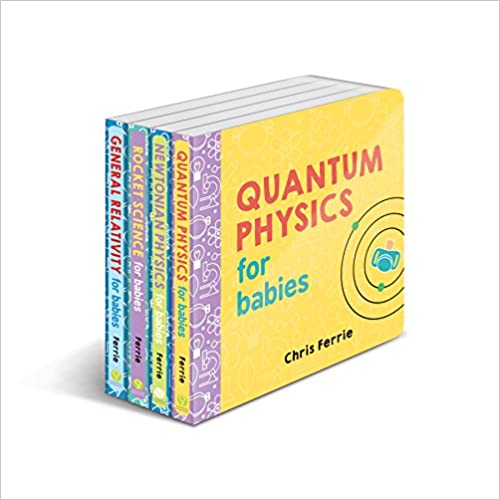 GENERAL RELATIVITY for babies
Ferrie
ROCKET SCIENCE for babies
Ferrie
NEWTONIAN PHYSICS for babies
Ferrie
QUANTUM PHYSICS for babies
Ferrie
QUANTUM
PHYSICS
for
babies
Chris Ferrie